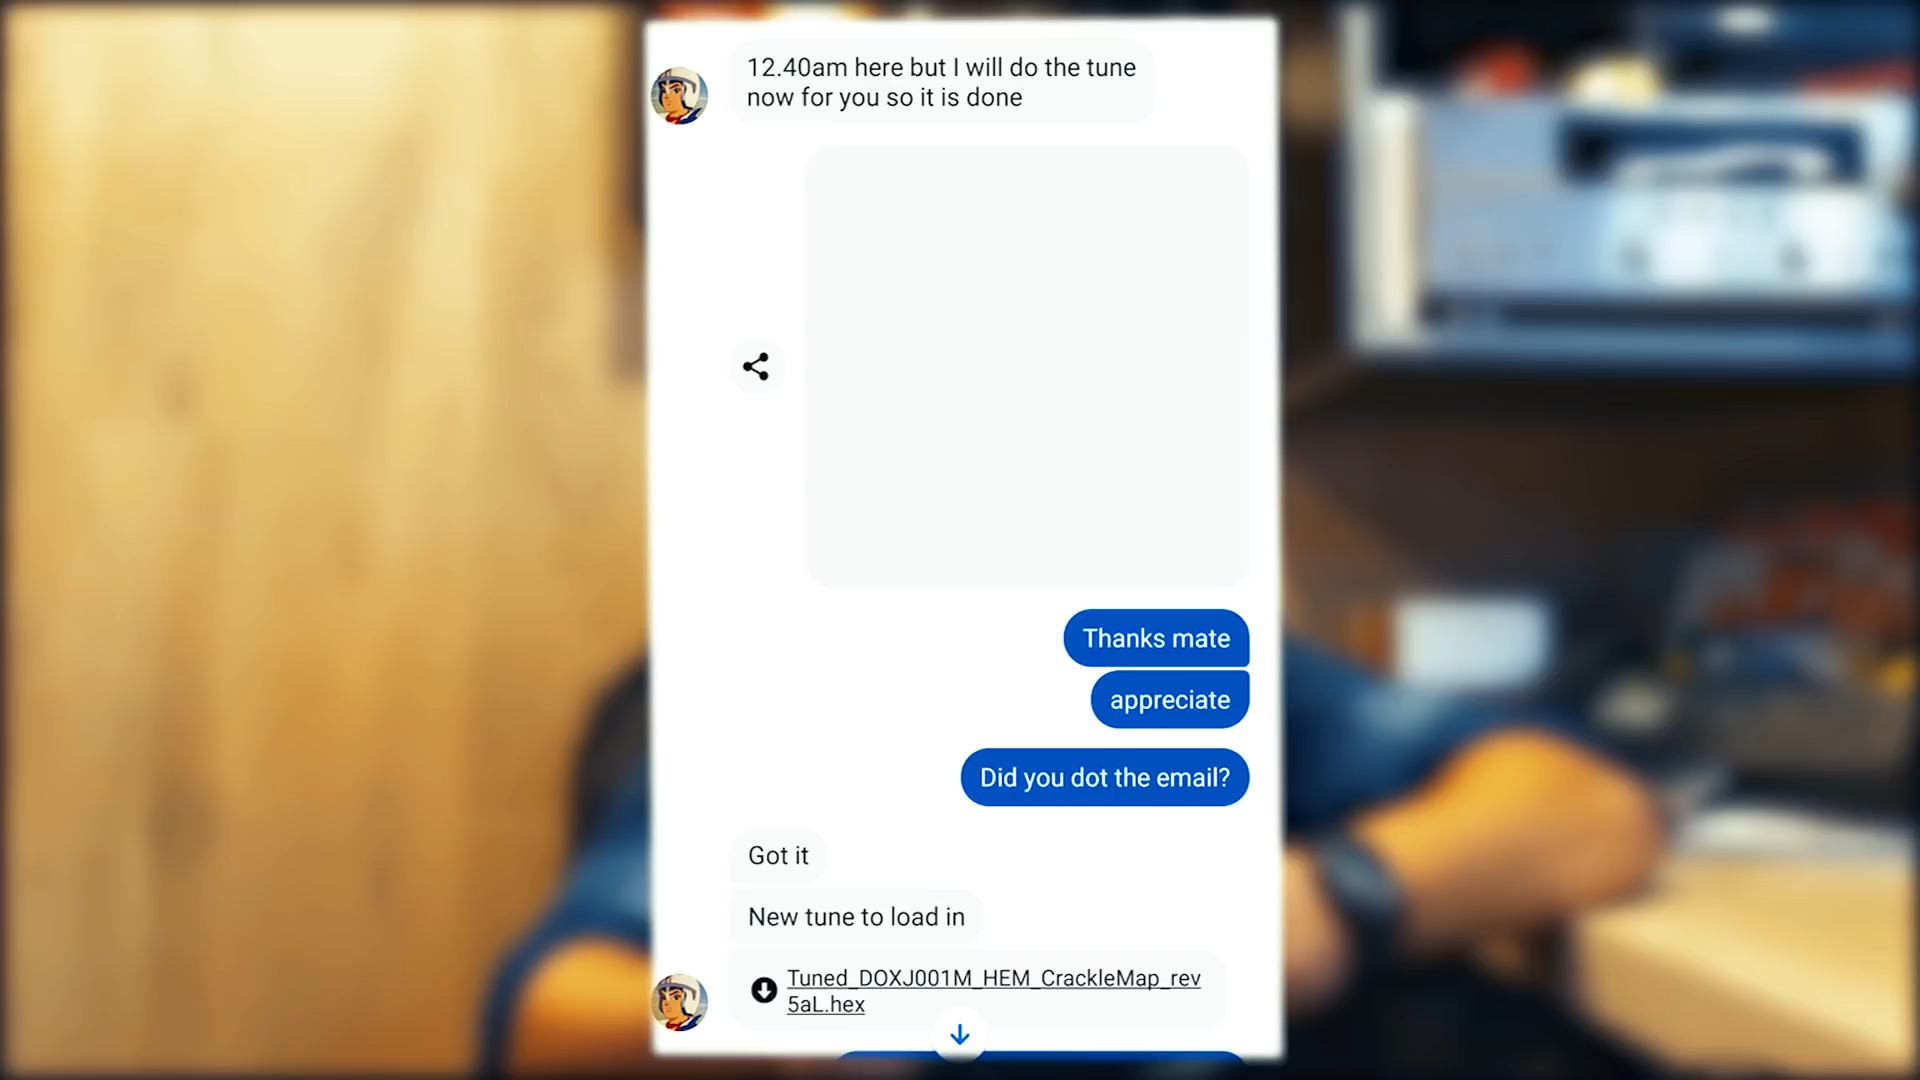 12.40am here but I will do the tune
now for you so it is done
Thanks mate
appreciate
Did you dot the email?
Got it
New tune to load in
Tuned_DOXJ001M_HEM_CrackleMap_rev
5aL.hex